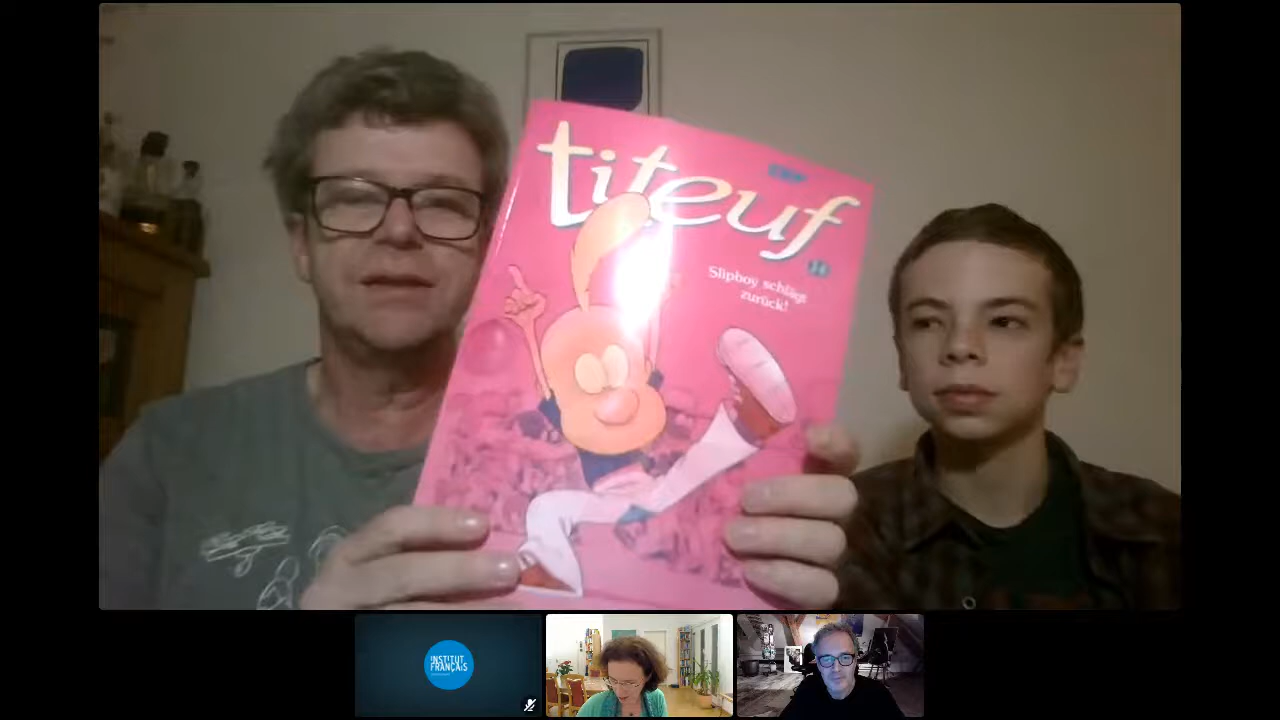 titeuf
Slipboy schlägt
zurück!
INSTITUT
FRANÇAIS